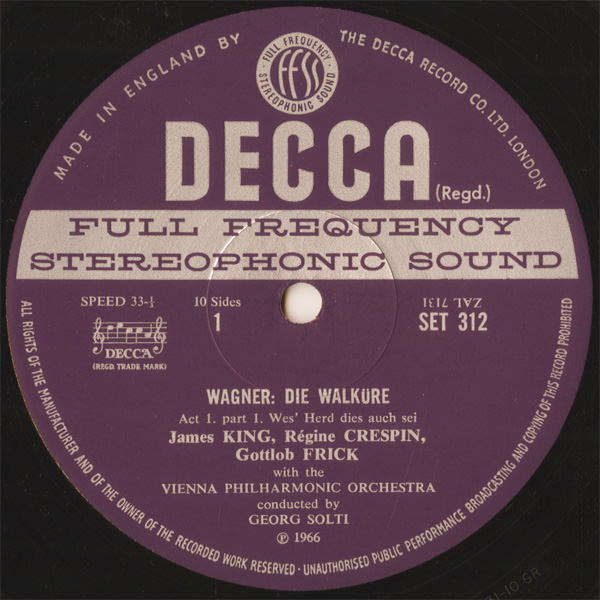 MADE IN ENGLAND BY
THE DECCA RECORD CO. LTD. LONDON
· FULL FREQUENCY · STEREOPHONIC SOUND
FFSS
DECCA (Regd.)
FULL FREQUENCY
STEREOPHONIC SOUND
SPEED 33-⅓
10 Sides
1
ZAL 7131
SET 312
DECCA
(REGD. TRADE MARK)
WAGNER: DIE WALKÜRE
Act 1. part 1. Wes' Herd dies auch sei
James KING, Régine CRESPIN,
Gottlob FRICK
with the
VIENNA PHILHARMONIC ORCHESTRA
conducted by
GEORG SOLTI
Ⓟ 1966
ALL RIGHTS OF THE MANUFACTURER AND OF THE OWNER OF THE RECORDED WORK RESERVED · UNAUTHORISED PUBLIC PERFORMANCE BROADCASTING AND COPYING OF THIS RECORD PROHIBITED